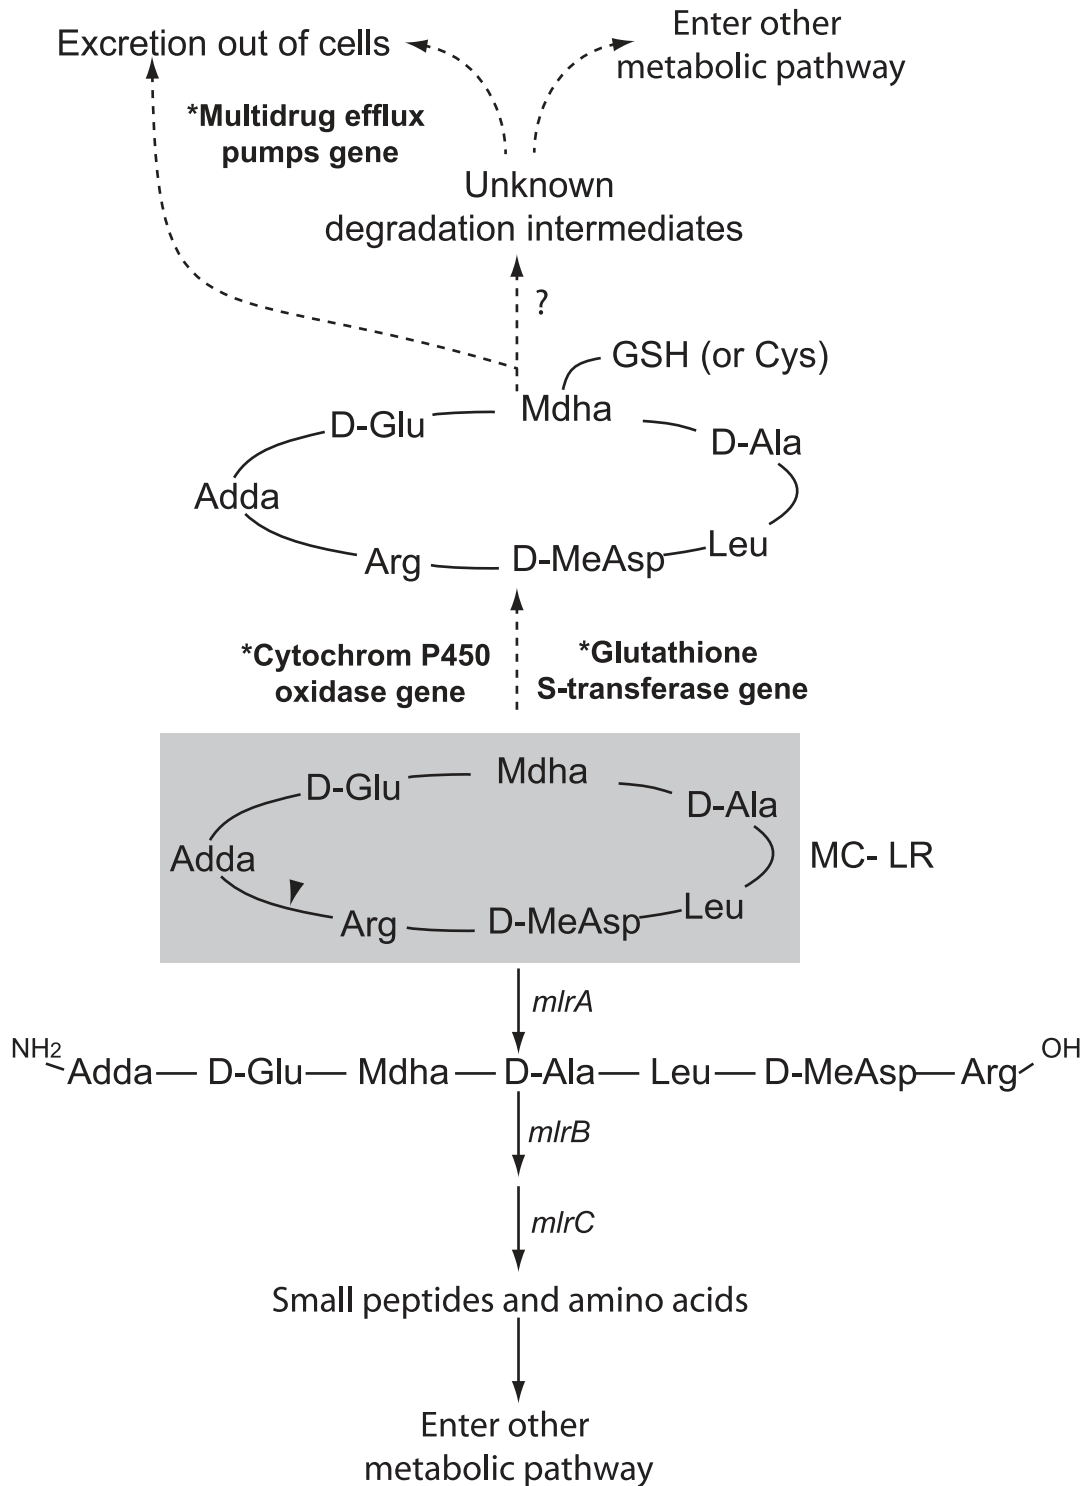 Excretion out of cells
Enter other
metabolic pathway
*Multidrug efflux
pumps gene
Unknown
degradation intermediates
?
GSH (or Cys)
Mdha
D-Glu
D-Ala
Adda
Leu
Arg
D-MeAsp
*Cytochrom P450
oxidase gene
*Glutathione
S-transferase gene
Mdha
D-Glu
D-Ala
Adda
MC- LR
Leu
Arg
D-MeAsp
mlrA
NH2 Adda D-Glu Mdha D-Ala Leu D-MeAsp Arg OH
mlrB
mlrC
Small peptides and amino acids
Enter other
metabolic pathway